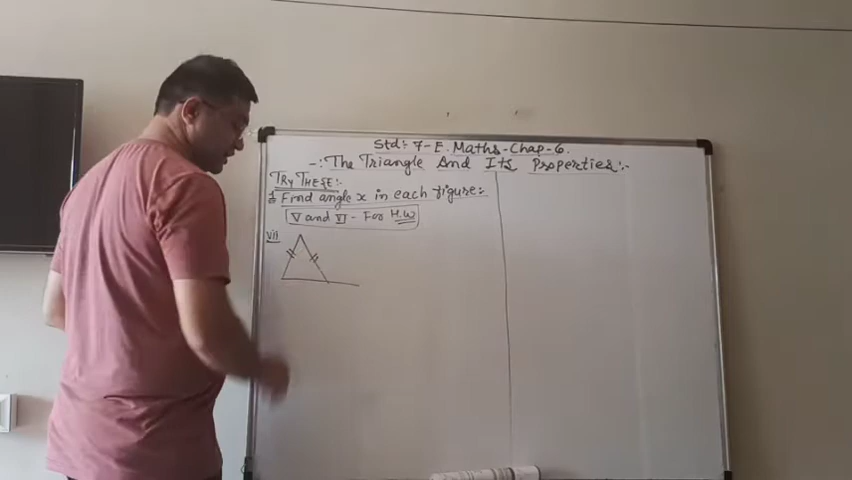 Std:- 7-E. Maths-Chap-6.
-:The Triangle And Its Properties:-
TRY THESE:-
1 Find angle x in each figure:-
V and VI - For H.W
vii